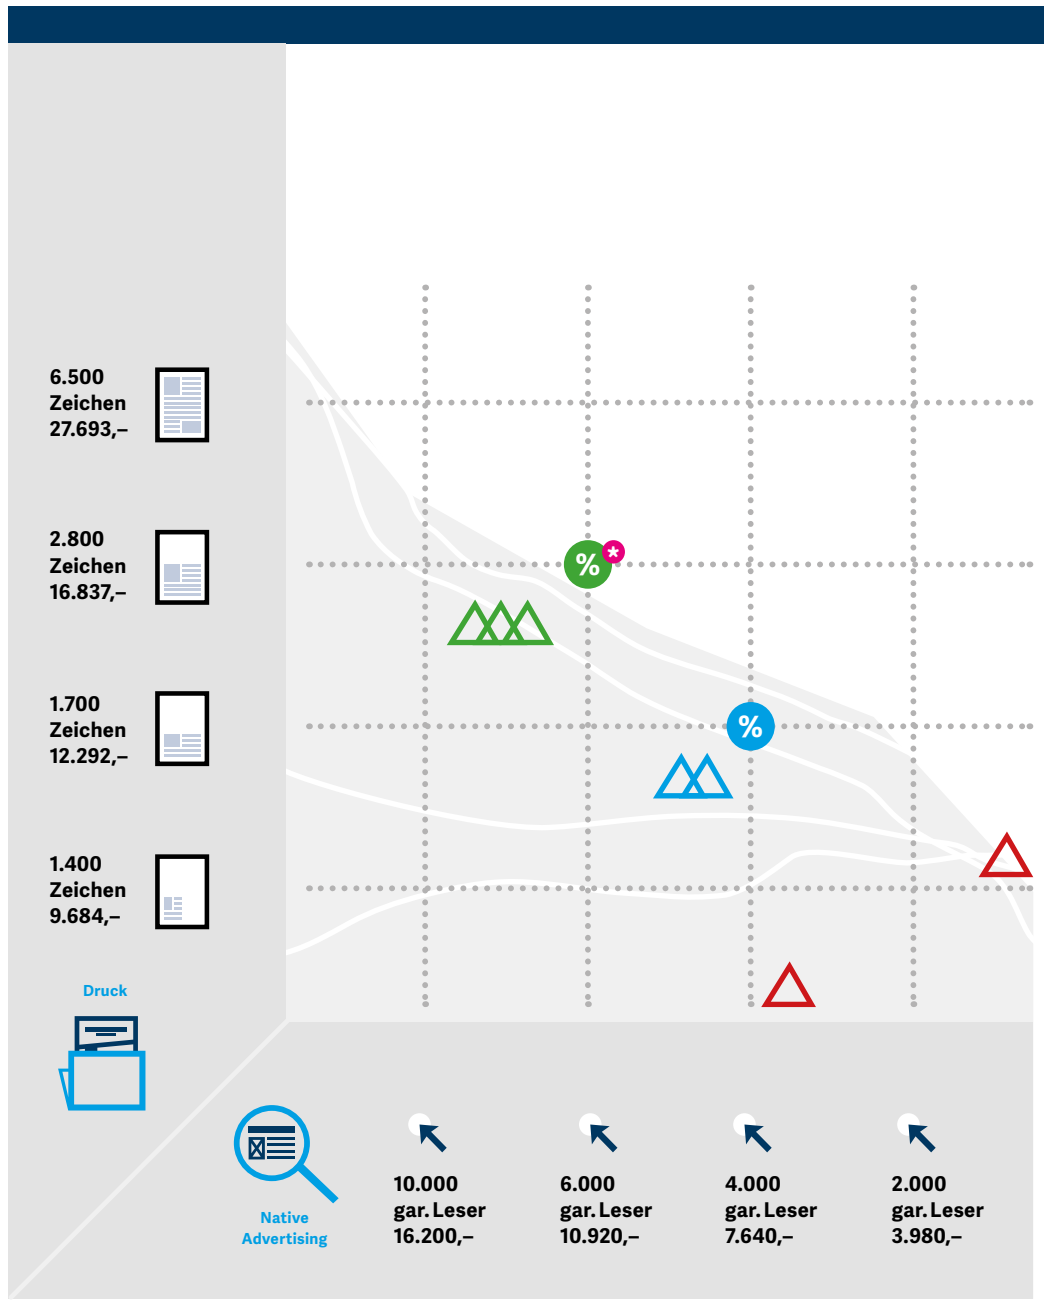 6.500
Zeichen
27.693,–
2.800
Zeichen
16.837,–
%*
1.700
Zeichen
12.292,–
%
1.400
Zeichen
9.684,–
Druck
Native
Advertising
10.000
gar. Leser
16.200,–
6.000
gar. Leser
10.920,–
4.000
gar. Leser
7.640,–
2.000
gar. Leser
3.980,–